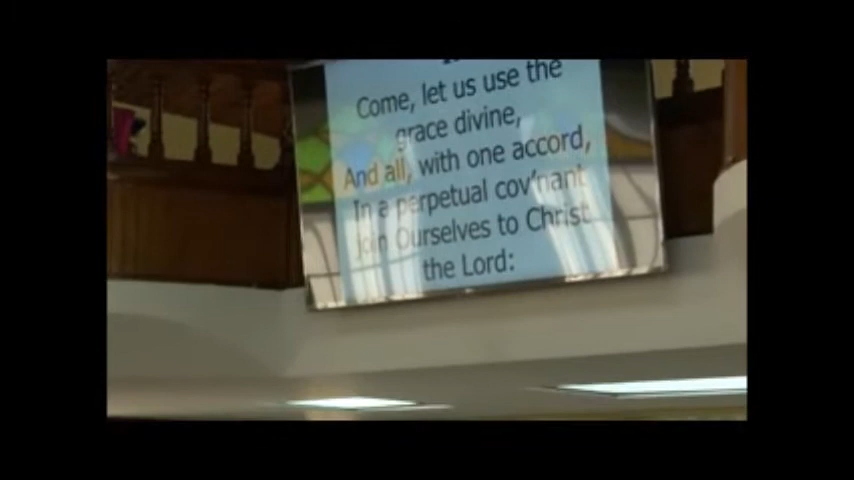 Come, let us use the
grace divine,
And all, with one accord,
In a perpetual cov'nant
join Ourselves to Christ
the Lord: